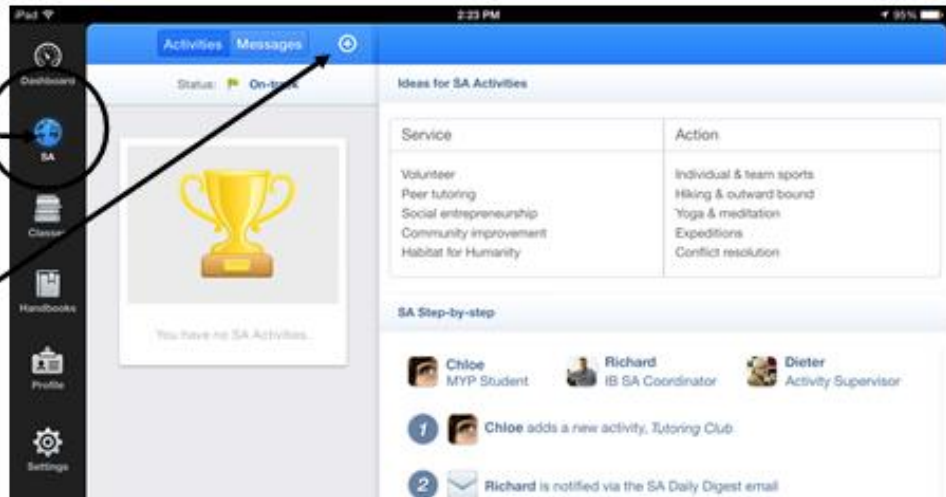 iPad
2:23 PM
95%
Dashboard
SA
Classes
Handbooks
Profile
Settings
Activities Messages
Status: On-track
You have no SA Activities.
Ideas for SA Activities
Service
Volunteer
Peer tutoring
Social entrepreneurship
Community improvement
Habitat for Humanity
Action
Individual & team sports
Hiking & outward bound
Yoga & meditation
Expeditions
Conflict resolution
SA Step-by-step
Chloe
MYP Student
Richard
IB SA Coordinator
Dieter
Activity Supervisor
1 Chloe adds a new activity, Tutoring Club
2 Richard is notified via the SA Daily Digest email